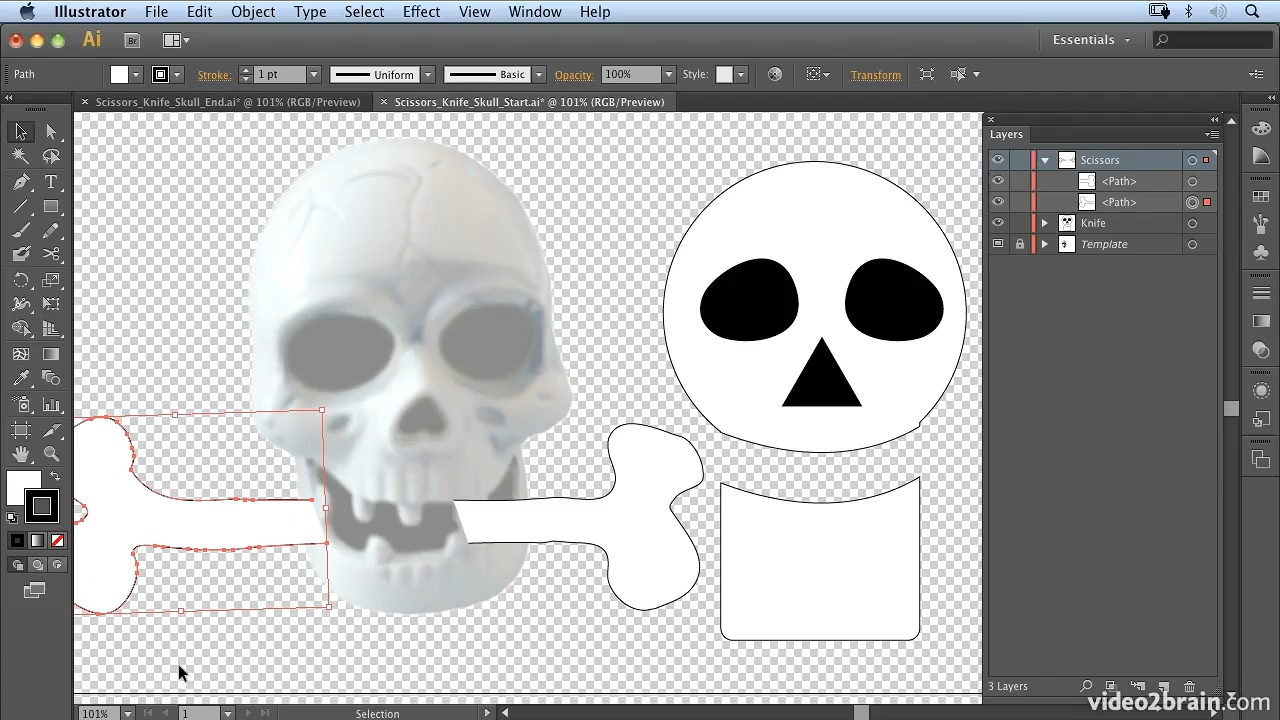 Illustrator File Edit Object Type Select Effect View Window Help
Ai Br Essentials
Path Stroke: 1 pt Uniform Basic Opacity: 100% Style: Transform
× Scissors_Knife_Skull_End.ai* @ 101% (RGB/Preview) × Scissors_Knife_Skull_Start.ai* @ 101% (RGB/Preview)
Layers
Scissors
<Path>
<Path>
Knife
Template
3 Layers
101% 1 Selection
video2brain.com